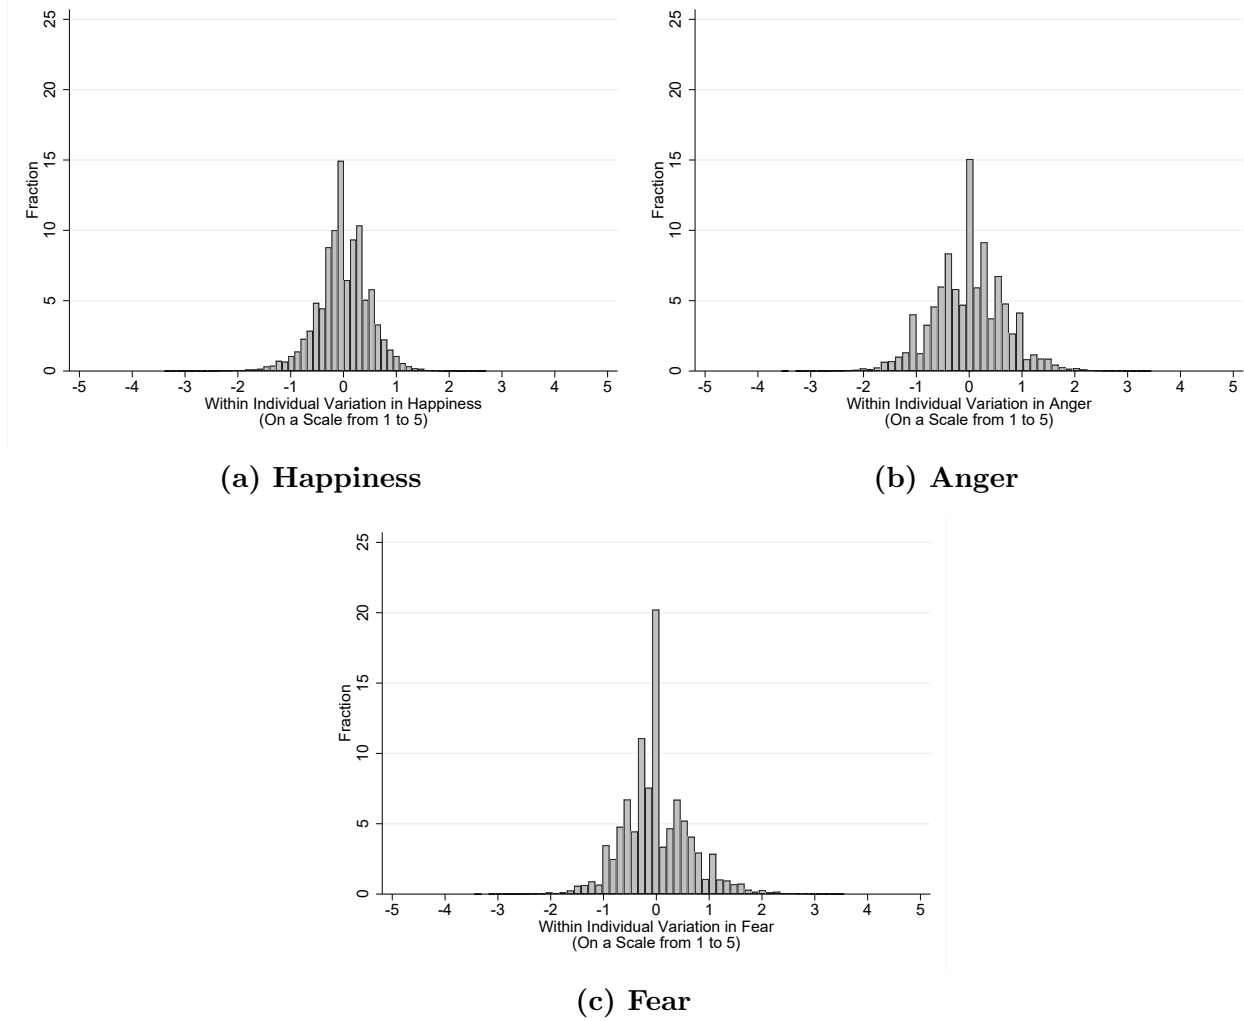 25
20
15
10
5
0
Fraction
-5 -4 -3 -2 -1 0 1 2 3 4 5
Within Individual Variation in Happiness
(On a Scale from 1 to 5)
(a) Happiness
25
20
15
10
5
0
Fraction
-5 -4 -3 -2 -1 0 1 2 3 4 5
Within Individual Variation in Anger
(On a Scale from 1 to 5)
(b) Anger
25
20
15
10
5
0
Fraction
-5 -4 -3 -2 -1 0 1 2 3 4 5
Within Individual Variation in Fear
(On a Scale from 1 to 5)
(c) Fear